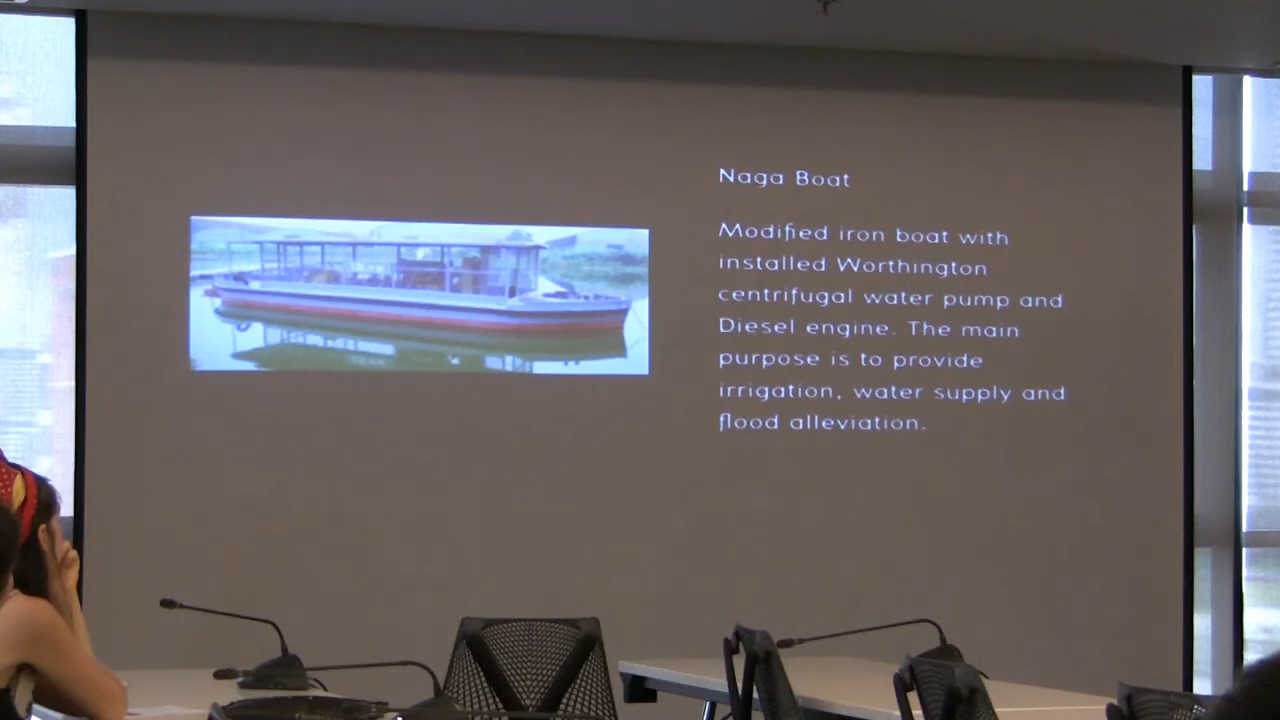 Naga Boat
Modified iron boat with
installed Worthington
centrifugal water pump and
Diesel engine. The main
purpose is to provide
irrigation, water supply and
flood alleviation.